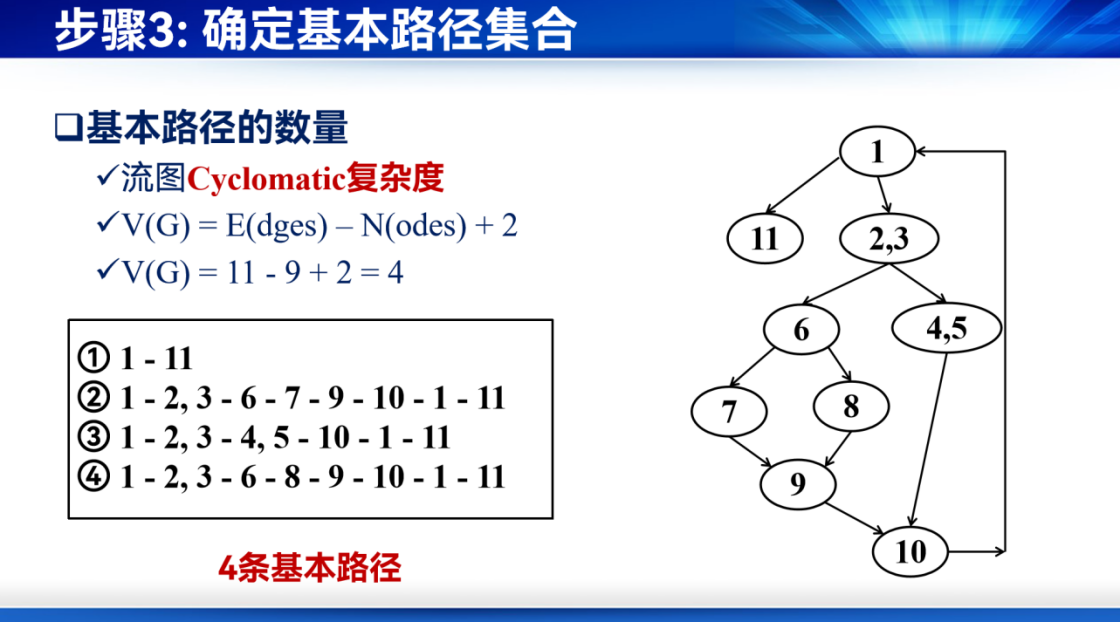 步骤3: 确定基本路径集合
❑基本路径的数量
✓流图Cyclomatic复杂度
✓V(G) = E(dges) – N(odes) + 2
✓V(G) = 11 - 9 + 2 = 4
① 1 - 11
② 1 - 2, 3 - 6 - 7 - 9 - 10 - 1 - 11
③ 1 - 2, 3 - 4, 5 - 10 - 1 - 11
④ 1 - 2, 3 - 6 - 8 - 9 - 10 - 1 - 11
4条基本路径
1
11
2,3
6
4,5
7
8
9
10